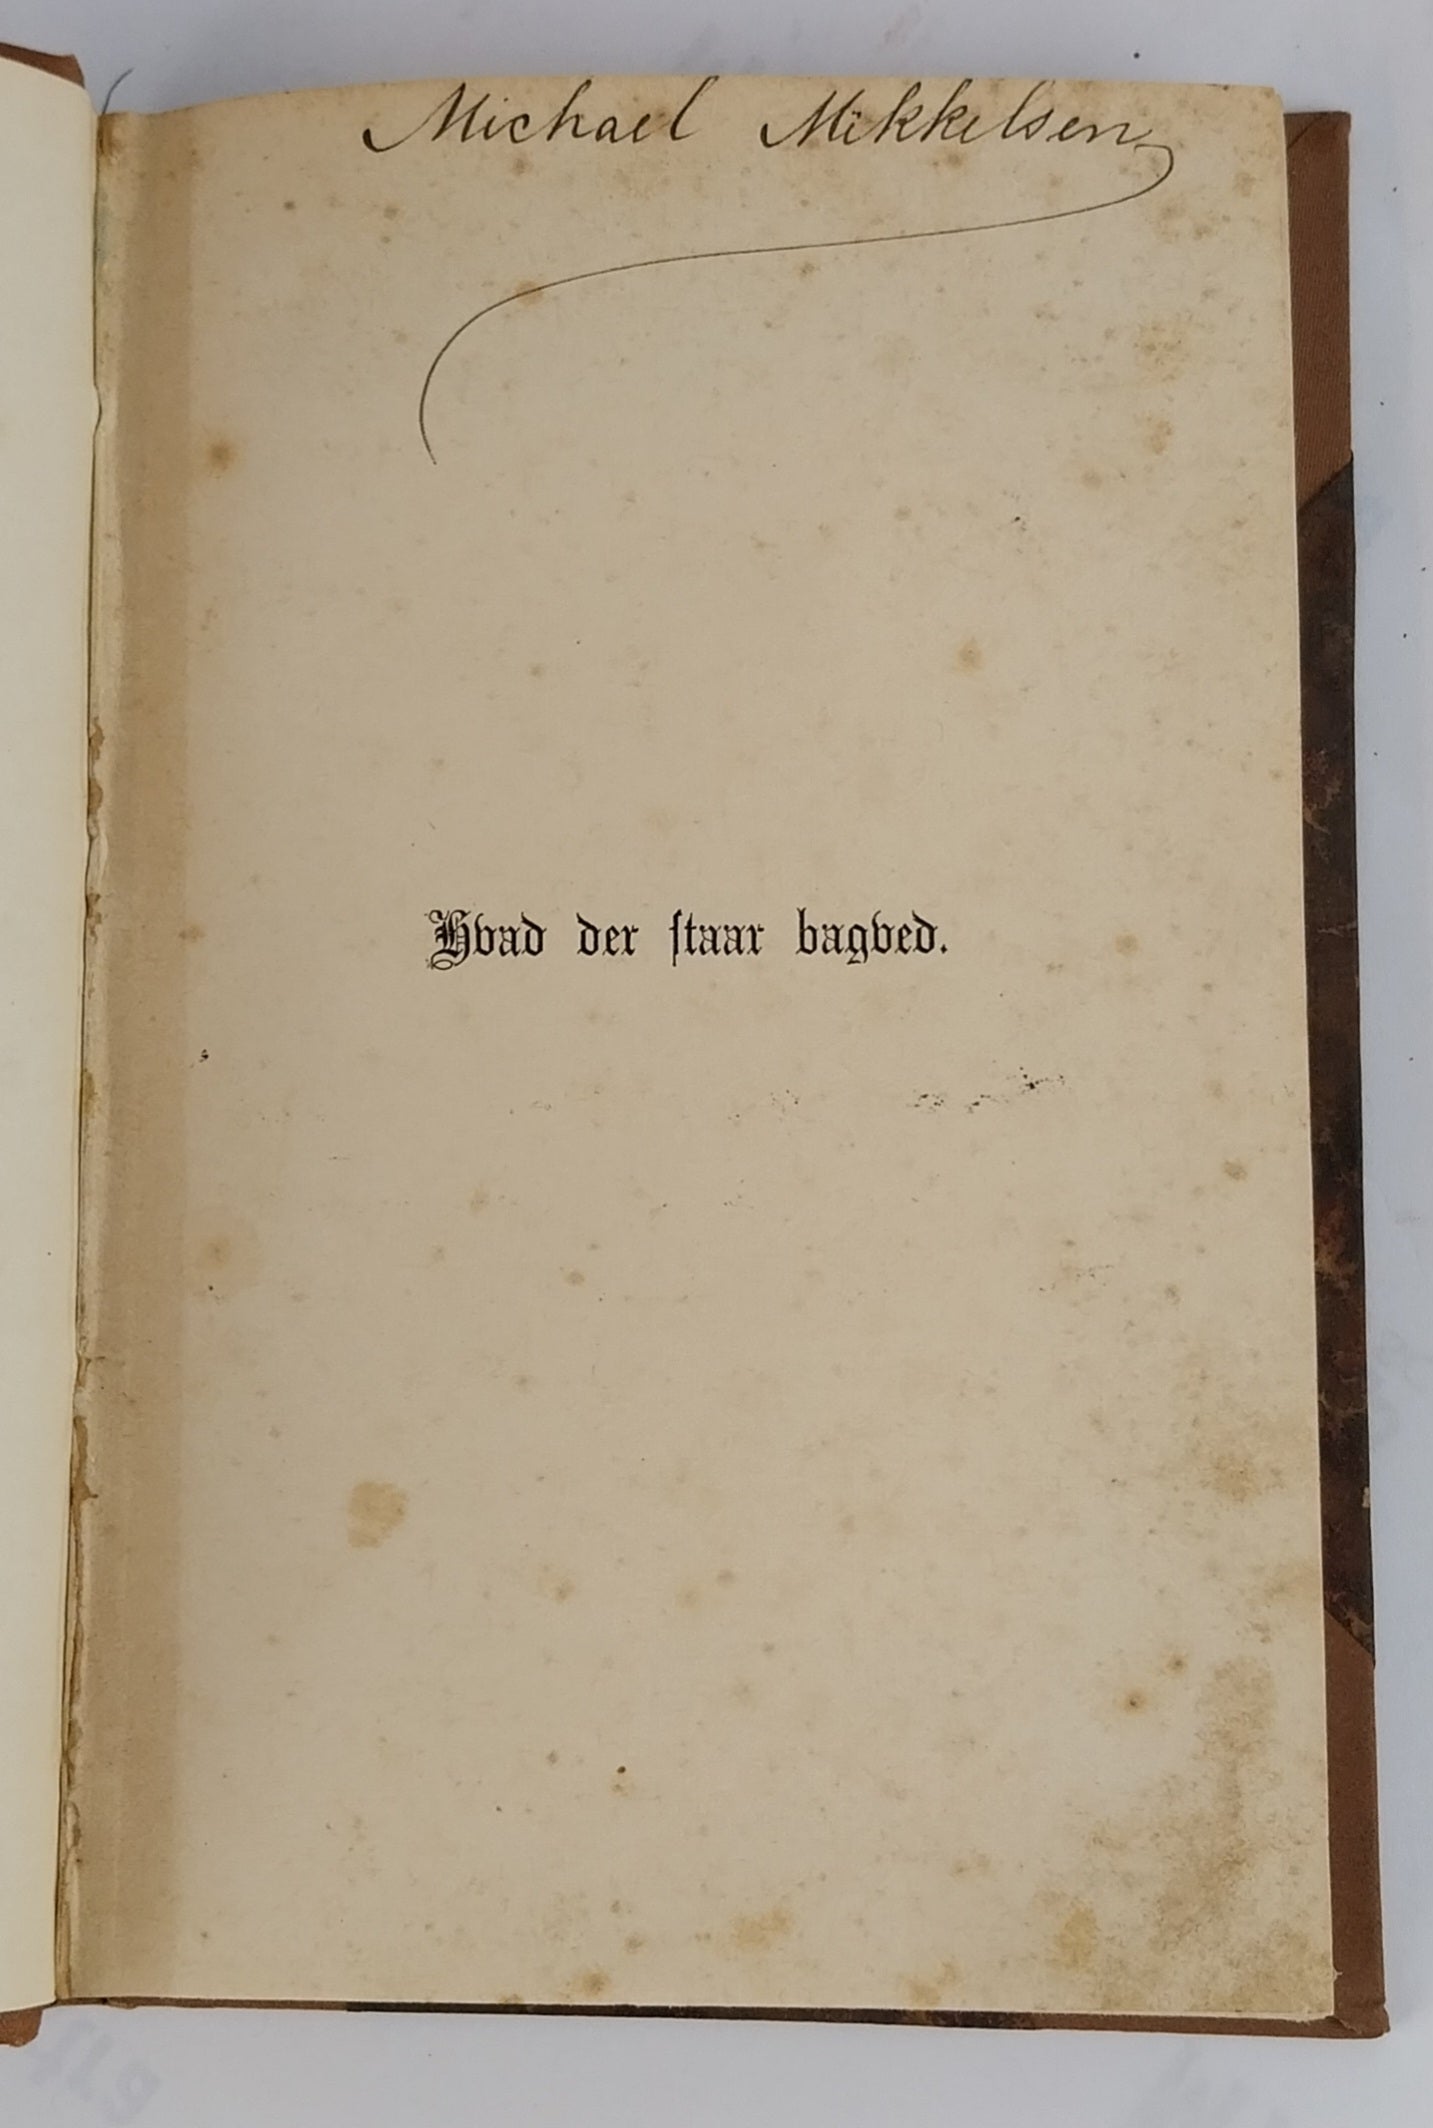 Michael Mikkelsen
Hvad der ſtaar bagved.